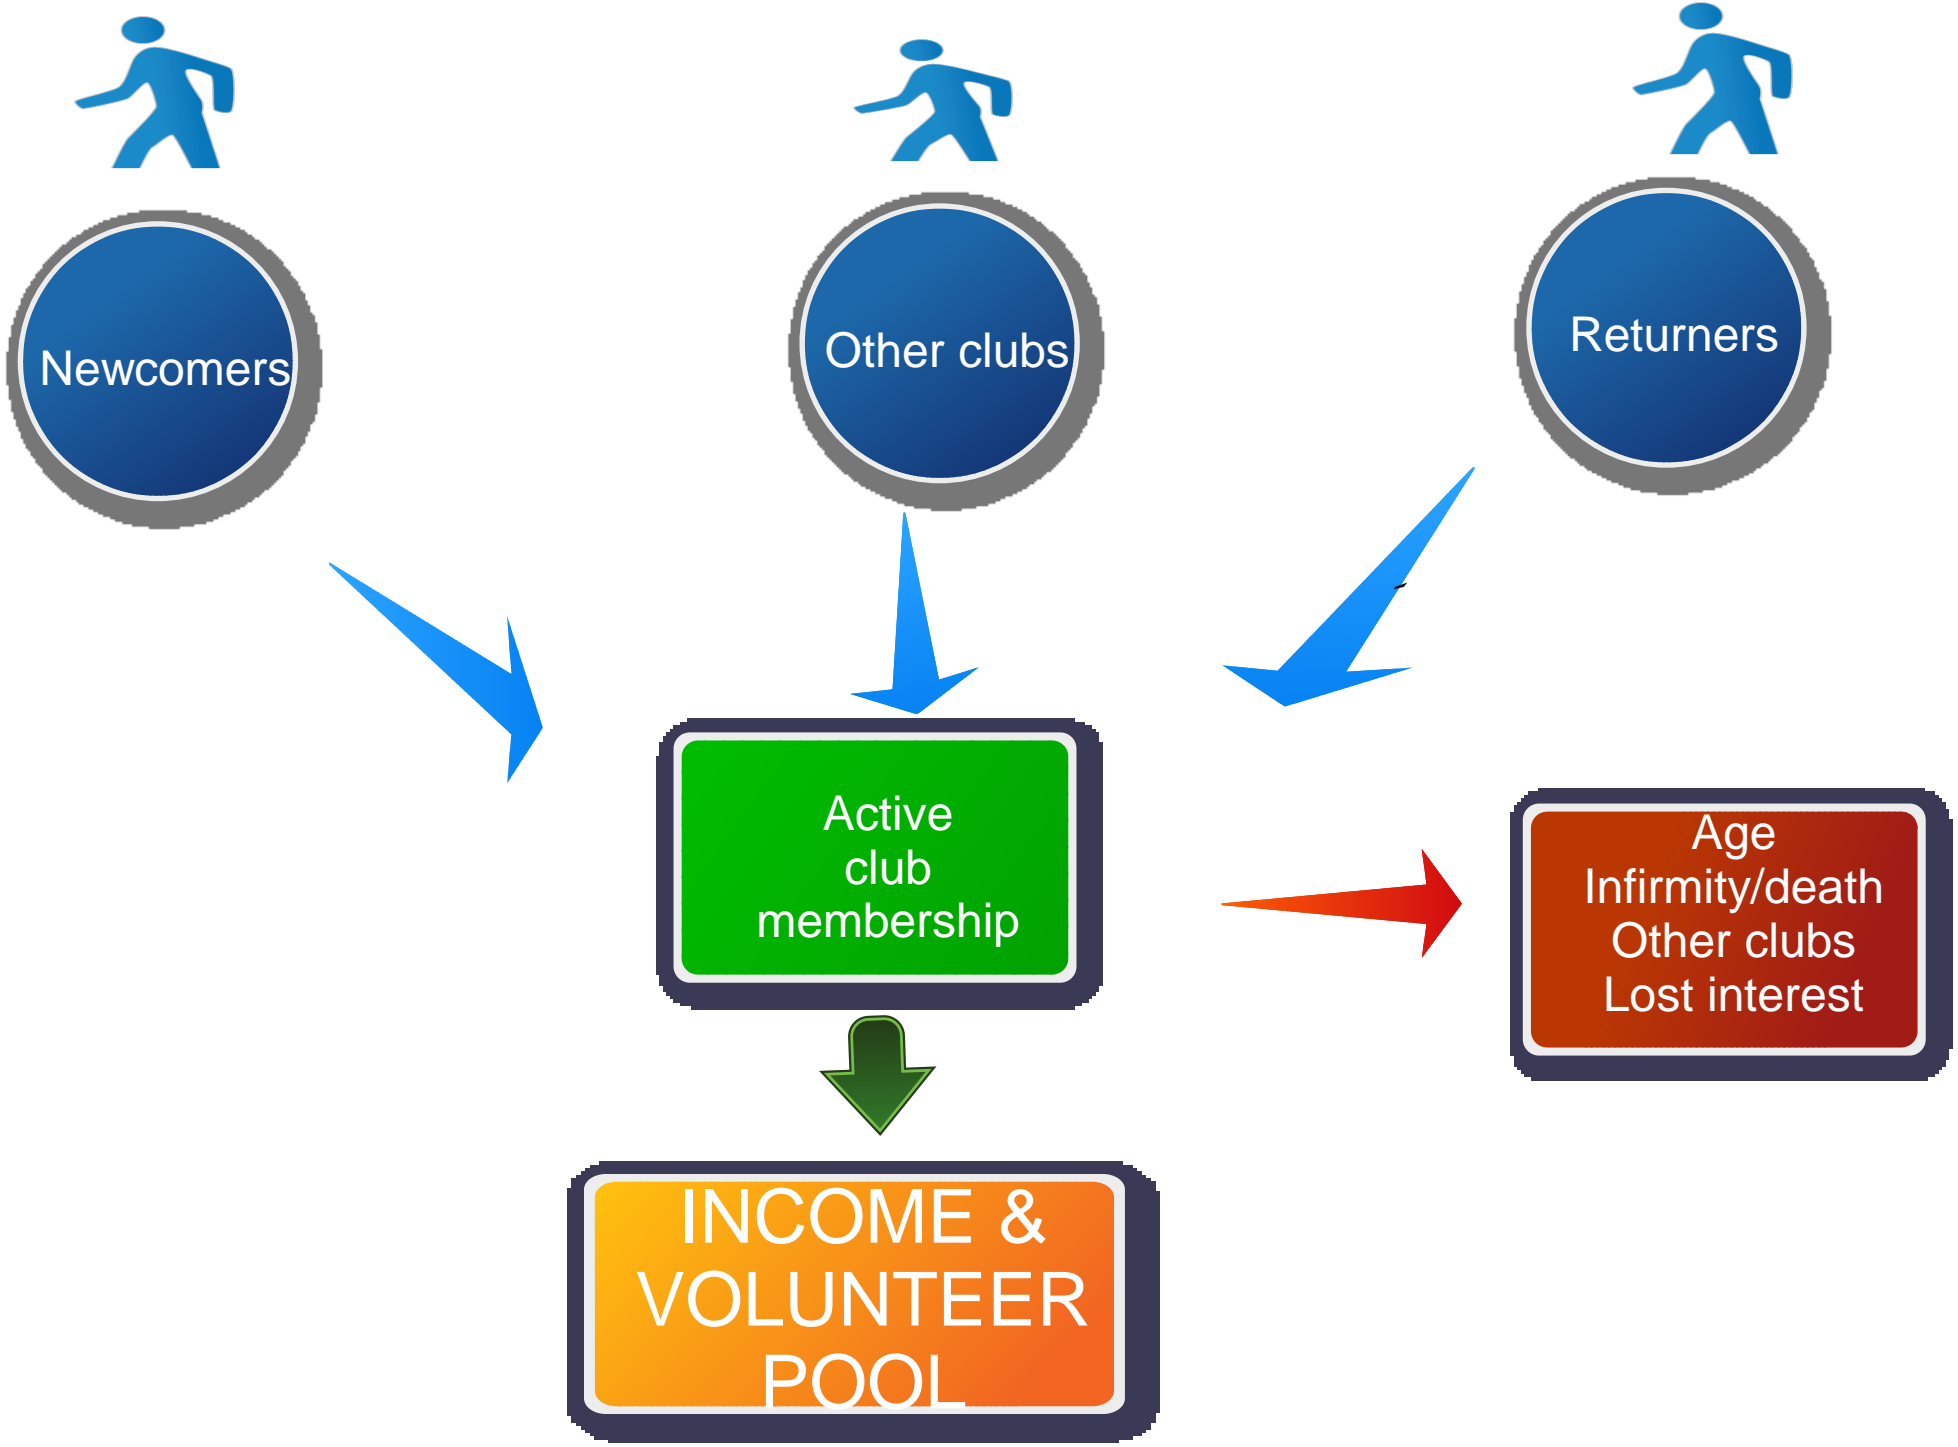 Newcomers
Other clubs
Returners
Active
club
membership
Age
Infirmity/death
Other clubs
Lost interest
INCOME &
VOLUNTEER
POOL